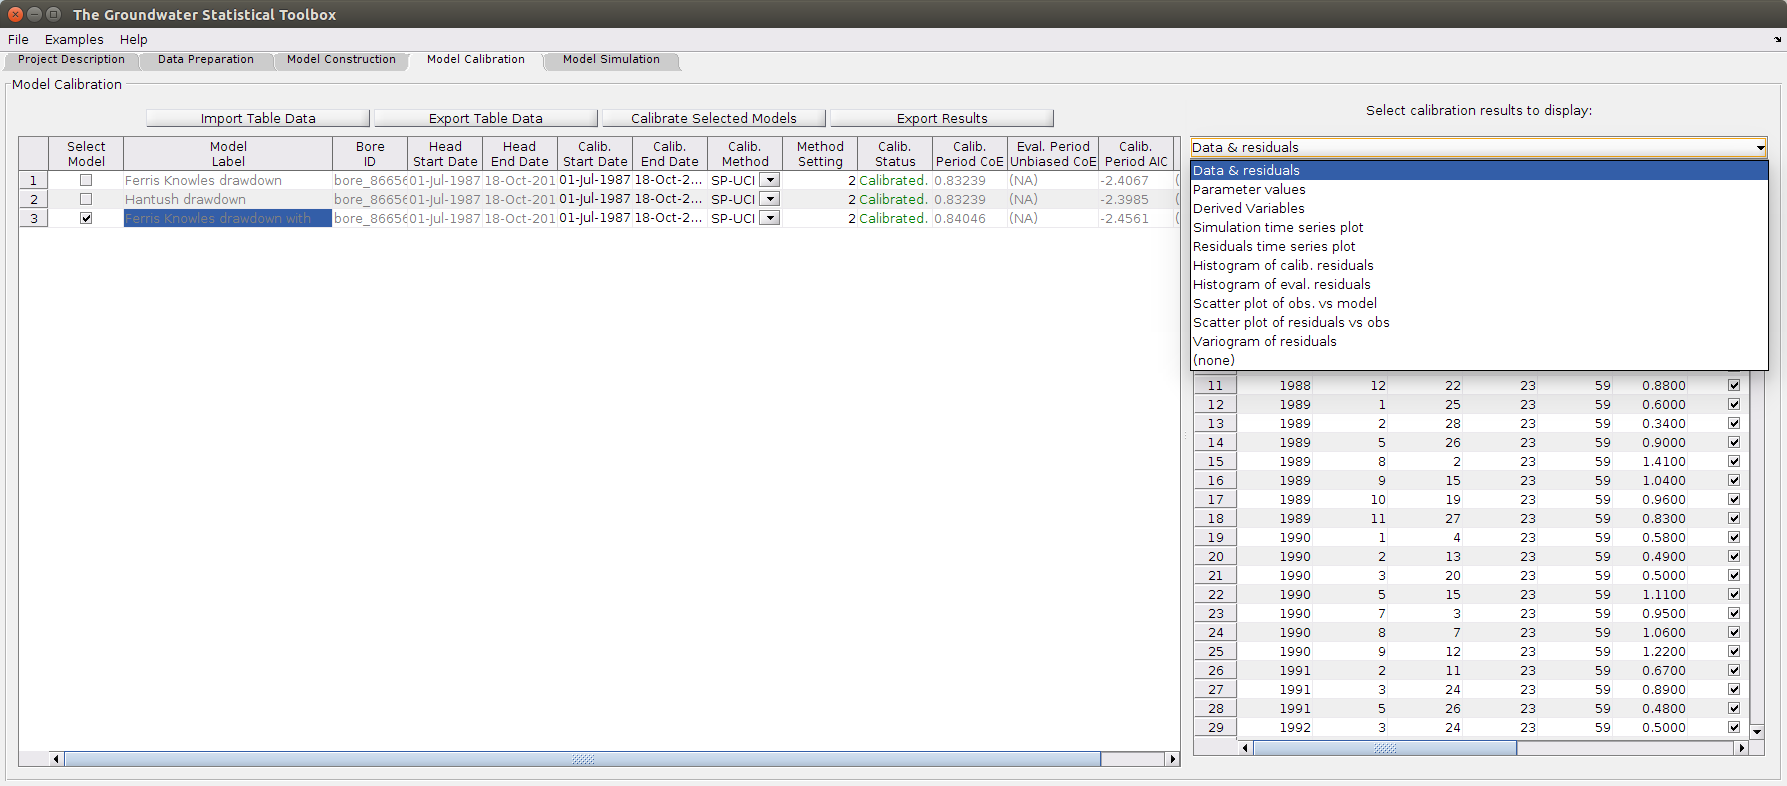 The Groundwater Statistical Toolbox
File Examples Help
Project Description Data Preparation Model Construction Model Calibration Model Simulation
Model Calibration
Import Table Data Export Table Data Calibrate Selected Models Export Results
Select calibration results to display:
Select Model Model Label Bore ID Head Start Date Head End Date Calib. Start Date Calib. End Date Calib. Method Method Setting Calib. Status Calib. Period CoE Eval. Period Unbiased CoE Calib. Period AIC
1 Ferris Knowles drawdown bore_8665 01-Jul-1987 18-Oct-201 01-Jul-1987 18-Oct-2... SP-UCI 2 Calibrated. 0.83239 (NA) -2.4067 (
2 Hantush drawdown bore_8665 01-Jul-1987 18-Oct-201 01-Jul-1987 18-Oct-2... SP-UCI 2 Calibrated. 0.83239 (NA) -2.3985 (
3 Ferris Knowles drawdown with bore_8665 01-Jul-1987 18-Oct-201 01-Jul-1987 18-Oct-2... SP-UCI 2 Calibrated. 0.84046 (NA) -2.4561 (
Data & residuals
Data & residuals
Parameter values
Derived Variables
Simulation time series plot
Residuals time series plot
Histogram of calib. residuals
Histogram of eval. residuals
Scatter plot of obs. vs model
Scatter plot of residuals vs obs
Variogram of residuals
(none)
11 1988 12 22 23 59 0.8800
12 1989 1 25 23 59 0.6000
13 1989 2 28 23 59 0.3400
14 1989 5 26 23 59 0.9000
15 1989 8 2 23 59 1.4100
16 1989 9 15 23 59 1.0400
17 1989 10 19 23 59 0.9600
18 1989 11 27 23 59 0.8300
19 1990 1 4 23 59 0.5800
20 1990 2 13 23 59 0.4900
21 1990 3 20 23 59 0.5000
22 1990 5 15 23 59 1.1100
23 1990 7 3 23 59 0.9500
24 1990 8 7 23 59 1.0600
25 1990 9 12 23 59 1.2200
26 1991 2 11 23 59 0.6700
27 1991 3 24 23 59 0.8900
28 1991 5 26 23 59 0.4800
29 1992 3 24 23 59 0.5000